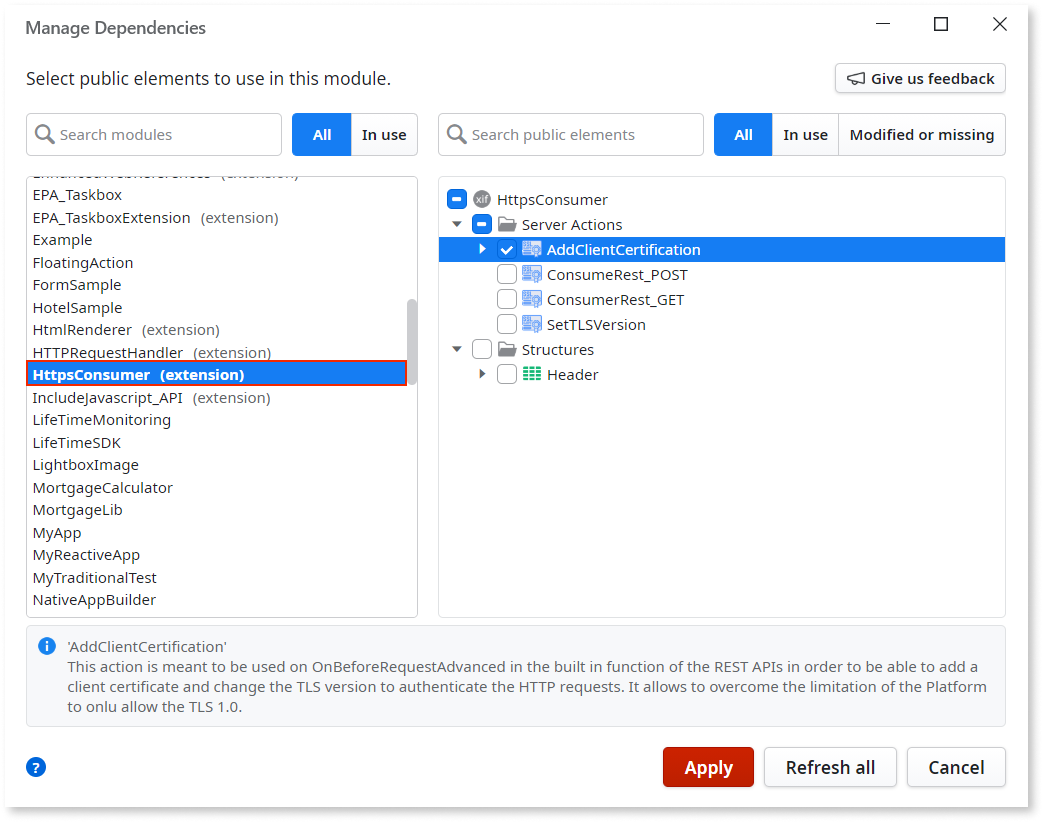 Manage Dependencies
Select public elements to use in this module.
Give us feedback
Search modules
All
In use
Search public elements
All
In use
Modified or missing
EPA_Taskbox
EPA_TaskboxExtension (extension)
Example
FloatingAction
FormSample
HotelSample
HtmlRenderer (extension)
HTTPRequestHandler (extension)
HttpsConsumer (extension)
IncludeJavascript_API (extension)
LifeTimeMonitoring
LifeTimeSDK
LightboxImage
MortgageCalculator
MortgageLib
MyApp
MyReactiveApp
MyTraditionalTest
NativeAppBuilder
xif HttpsConsumer
Server Actions
AddClientCertification
ConsumeRest_POST
ConsumerRest_GET
SetTLSVersion
Structures
Header
'AddClientCertification'
This action is meant to be used on OnBeforeRequestAdvanced in the built in function of the REST APIs in order to be able to add a
client certificate and change the TLS version to authenticate the HTTP requests. It allows to overcome the limitation of the Platform
to onlu allow the TLS 1.0.
?
Apply
Refresh all
Cancel